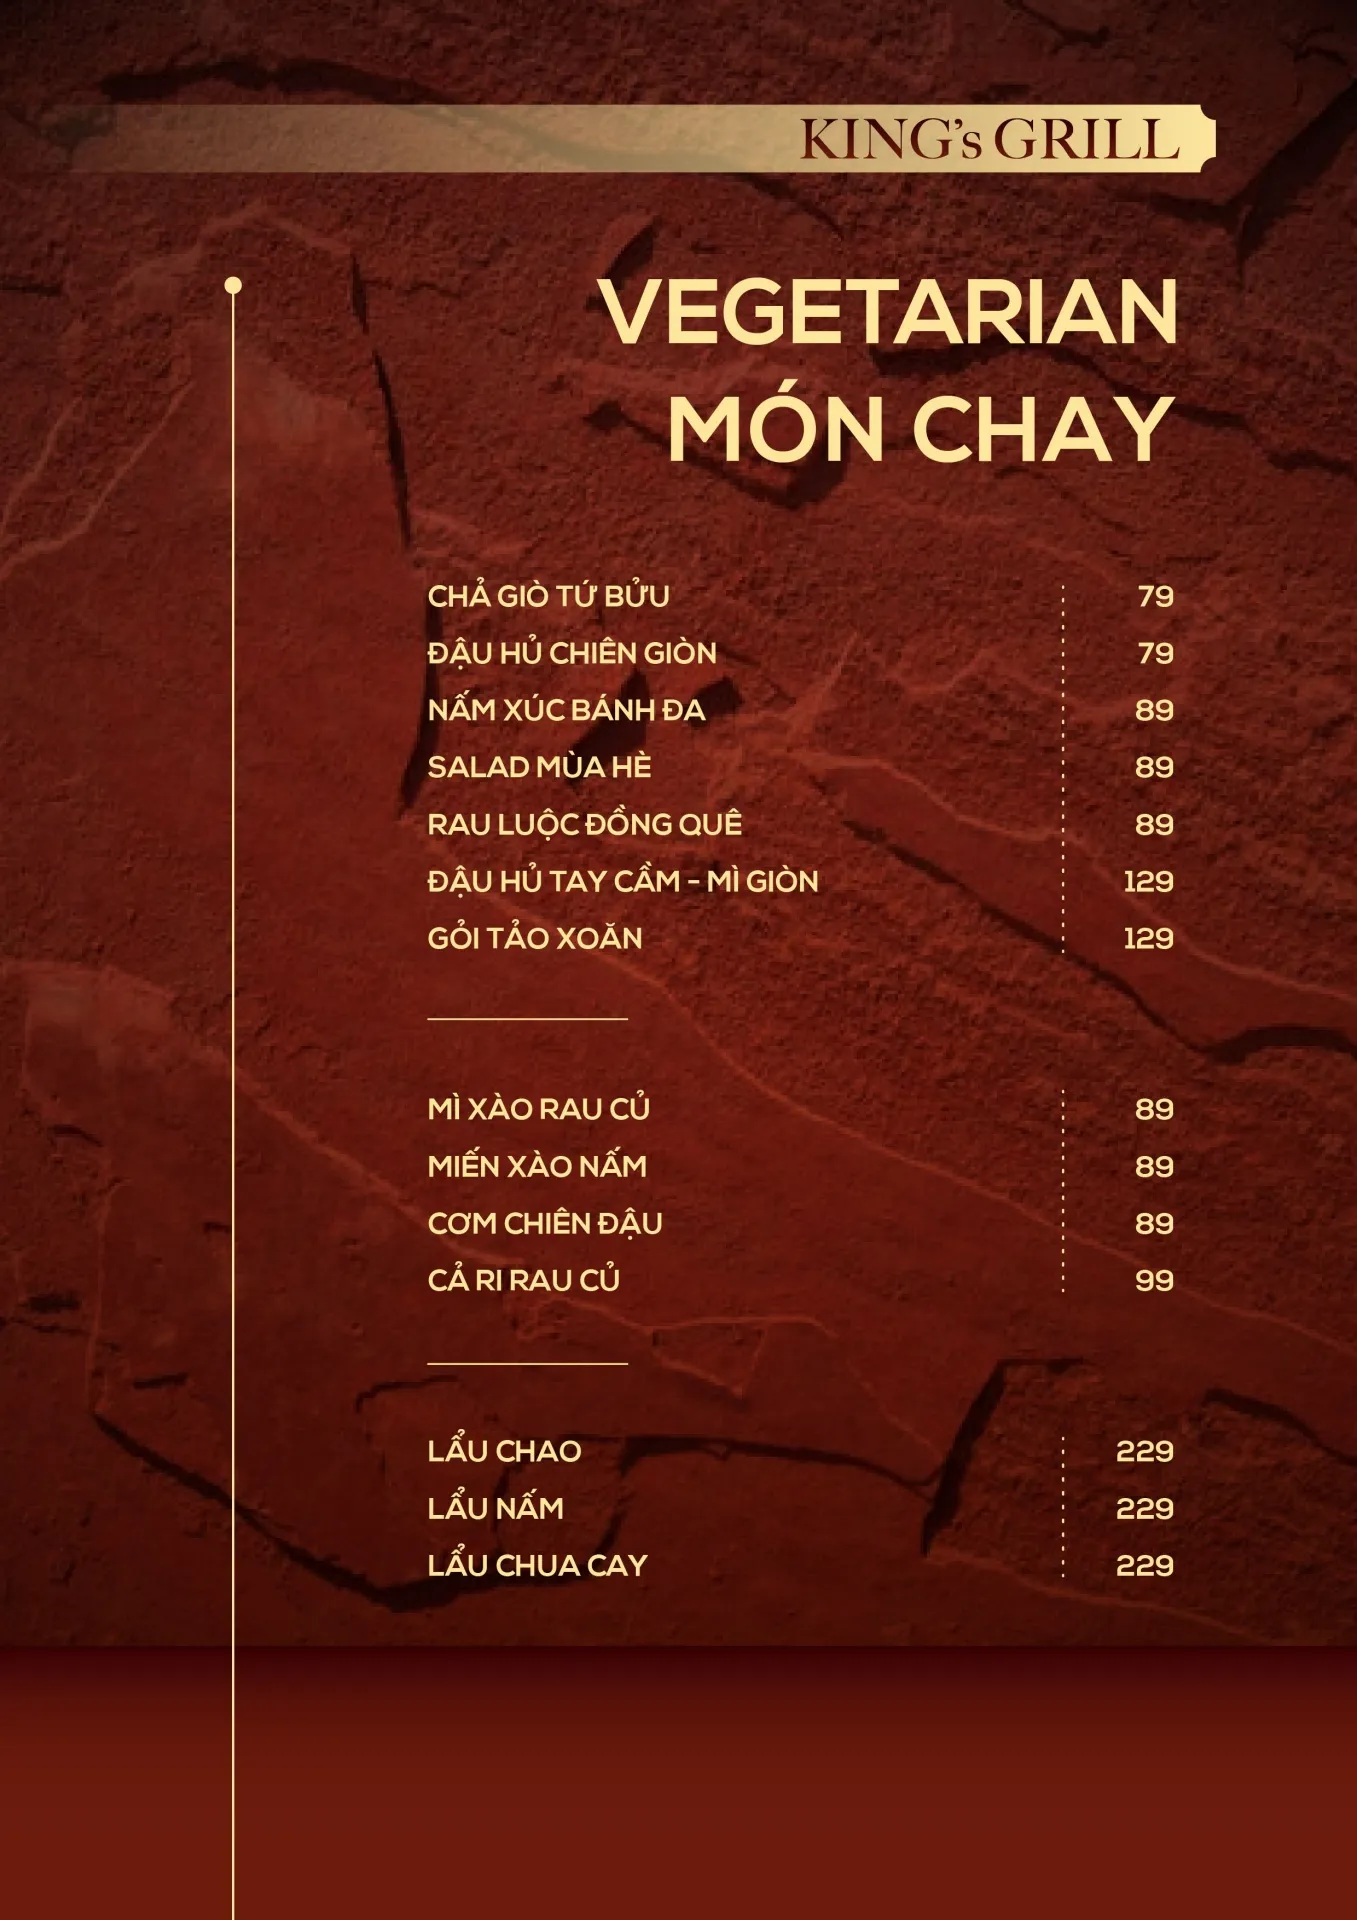 KING's GRILL
VEGETARIAN
MÓN CHAY
CHẢ GIÒ TỨ BỬU 79
ĐẬU HỦ CHIÊN GIÒN 79
NẤM XÚC BÁNH ĐA 89
SALAD MÙA HÈ 89
RAU LUỘC ĐỒNG QUÊ 89
ĐẬU HỦ TAY CẦM - MÌ GIÒN 129
GỎI TẢO XOĂN 129
MÌ XÀO RAU CỦ 89
MIẾN XÀO NẤM 89
CƠM CHIÊN ĐẬU 89
CẢ RI RAU CỦ 99
LẨU CHAO 229
LẨU NẤM 229
LẨU CHUA CAY 229